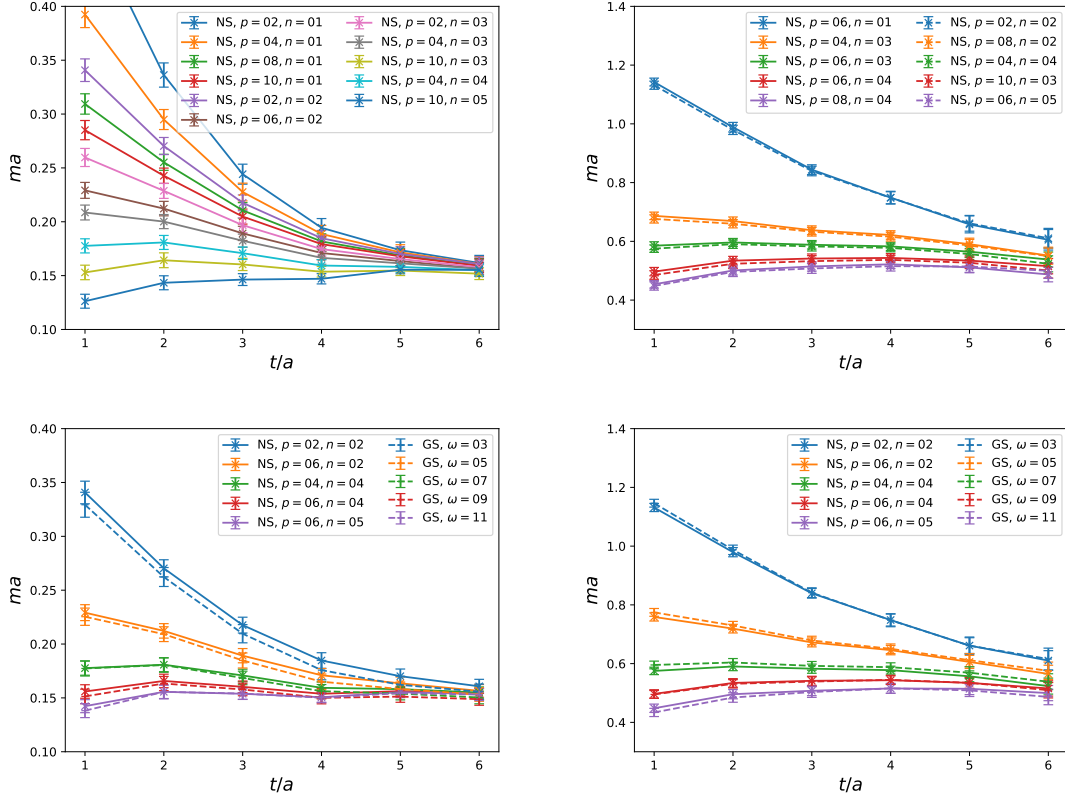 NS, p = 02, n = 01
NS, p = 04, n = 01
NS, p = 08, n = 01
NS, p = 10, n = 01
NS, p = 02, n = 02
NS, p = 06, n = 02
NS, p = 02, n = 03
NS, p = 04, n = 03
NS, p = 10, n = 03
NS, p = 04, n = 04
NS, p = 10, n = 05
0.40
0.35
0.30
0.25
0.20
0.15
0.10
ma
1 2 3 4 5 6
t/a
NS, p = 06, n = 01
NS, p = 04, n = 03
NS, p = 06, n = 03
NS, p = 06, n = 04
NS, p = 08, n = 04
NS, p = 02, n = 02
NS, p = 08, n = 02
NS, p = 04, n = 04
NS, p = 10, n = 03
NS, p = 06, n = 05
1.4
1.2
1.0
0.8
0.6
0.4
ma
1 2 3 4 5 6
t/a
NS, p = 02, n = 02
NS, p = 06, n = 02
NS, p = 04, n = 04
NS, p = 06, n = 04
NS, p = 06, n = 05
GS, ω = 03
GS, ω = 05
GS, ω = 07
GS, ω = 09
GS, ω = 11
0.40
0.35
0.30
0.25
0.20
0.15
0.10
ma
1 2 3 4 5 6
t/a
NS, p = 02, n = 02
NS, p = 06, n = 02
NS, p = 04, n = 04
NS, p = 06, n = 04
NS, p = 06, n = 05
GS, ω = 03
GS, ω = 05
GS, ω = 07
GS, ω = 09
GS, ω = 11
1.4
1.2
1.0
0.8
0.6
0.4
ma
1 2 3 4 5 6
t/a